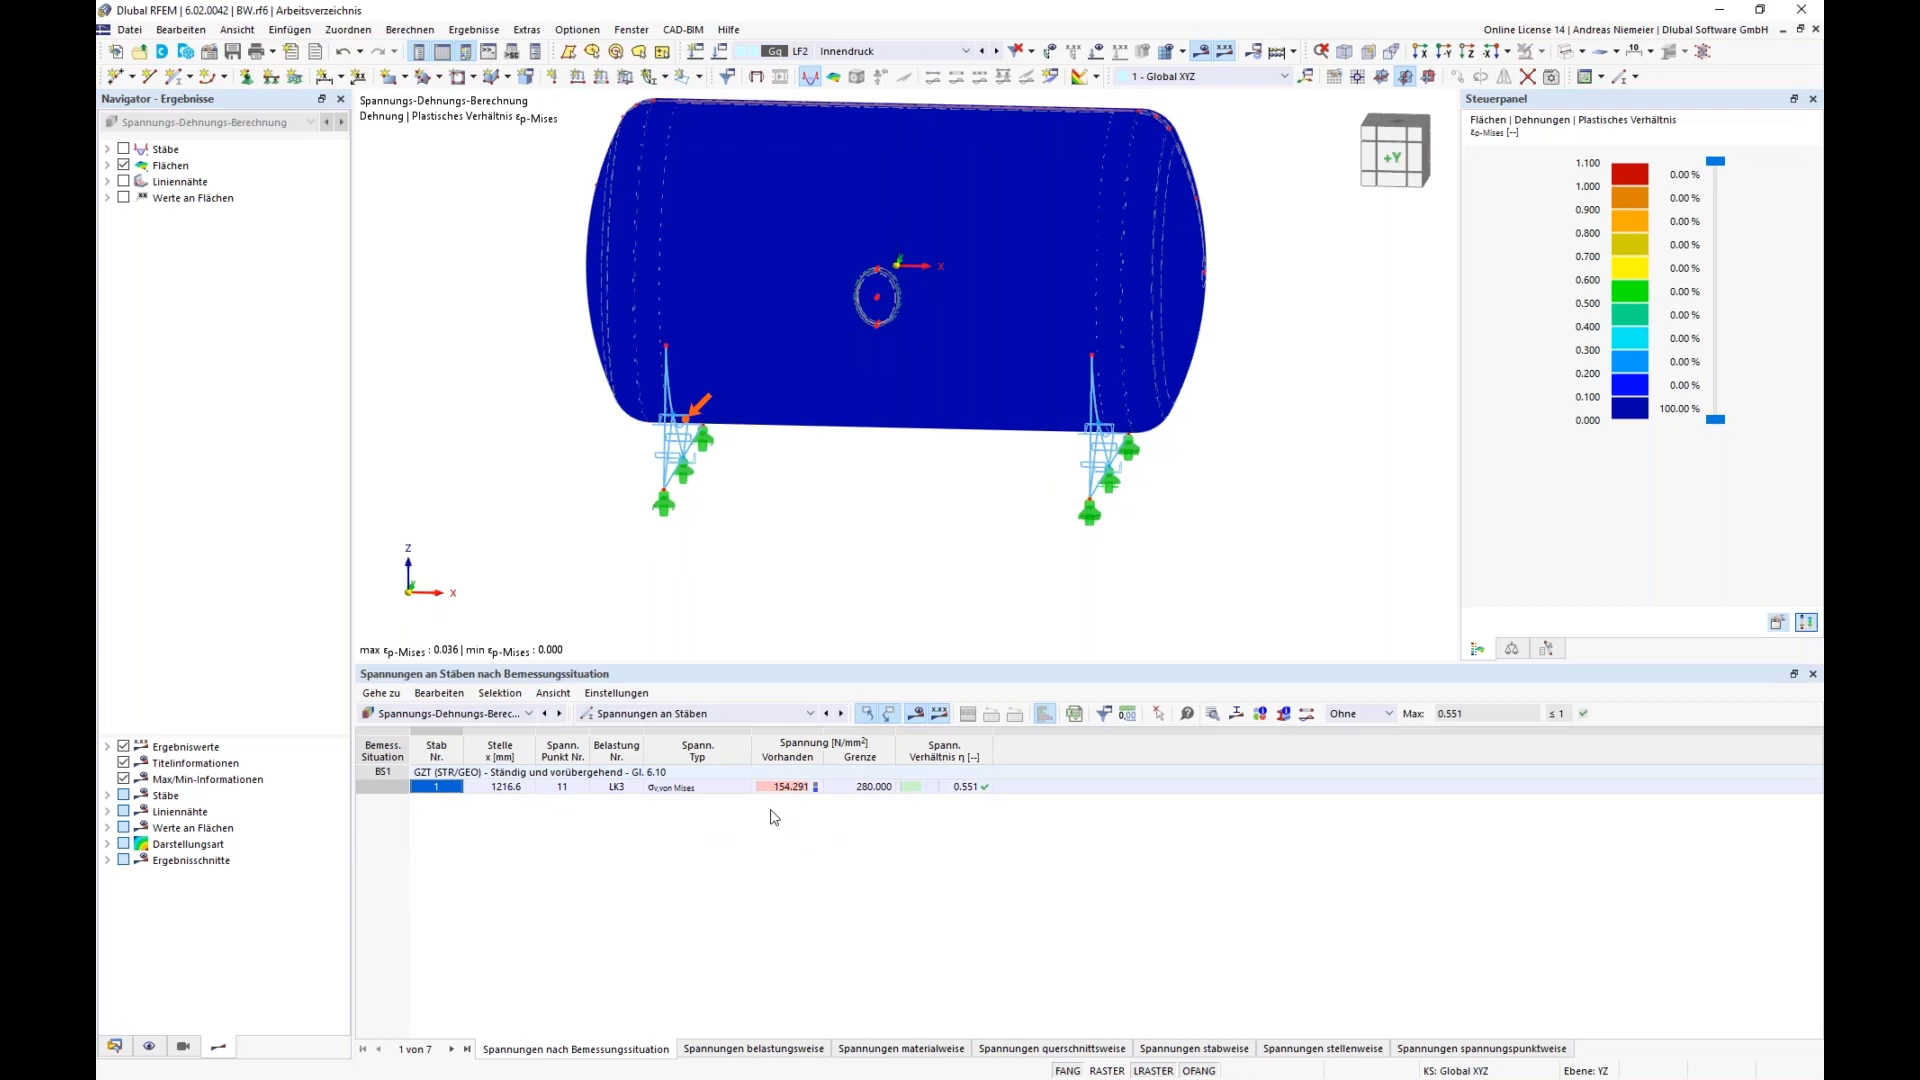 Dlubal RFEM | 6.02.0042 | BW.rf6 | Arbeitsverzeichnis
Datei Bearbeiten Ansicht Einfügen Zuordnen Berechnen Ergebnisse Extras Optionen Fenster CAD-BIM Hilfe
Online License 14 | Andreas Niemeier | Dlubal Software GmbH
Gq LF2 Innendruck
1 - Global XYZ
Navigator - Ergebnisse
Spannungs-Dehnungs-Berechnung
Stäbe
Flächen
Liniennähte
Werte an Flächen
Ergebniswerte
Titelinformationen
Max/Min-Informationen
Stäbe
Liniennähte
Werte an Flächen
Darstellungsart
Ergebnisschnitte
Spannungs-Dehnungs-Berechnung
Dehnung | Plastisches Verhältnis εp-Mises
X
+Y
Z
X
max εp-Mises : 0.036 | min εp-Mises : 0.000
Steuerpanel
Flächen | Dehnungen | Plastisches Verhältnis
εp-Mises [--]
1.100
0.00 %
1.000
0.00 %
0.900
0.00 %
0.800
0.00 %
0.700
0.00 %
0.600
0.00 %
0.500
0.00 %
0.400
0.00 %
0.300
0.00 %
0.200
0.00 %
0.100
100.00 %
0.000
Spannungen an Stäben nach Bemessungssituation
Gehe zu Bearbeiten Selektion Ansicht Einstellungen
Spannungs-Dehnungs-Berec... Spannungen an Stäben Ohne Max: 0.551 ≤ 1
Bemess. Stab Stelle Spann. Belastung Spann. Spannung [N/mm2] Spann.
Situation Nr. x [mm] Punkt Nr. Nr. Typ Vorhanden Grenze Verhältnis η [--]
BS1 GZT (STR/GEO) - Ständig und vorübergehend - Gl. 6.10
1 1216.6 11 LK3 σv,von Mises 154.291 280.000 0.551
1 von 7 Spannungen nach Bemessungssituation Spannungen belastungsweise Spannungen materialweise Spannungen querschnittsweise Spannungen stabweise Spannungen stellenweise Spannungen spannungspunktweise
FANG RASTER LRASTER OFANG KS: Global XYZ Ebene: YZ